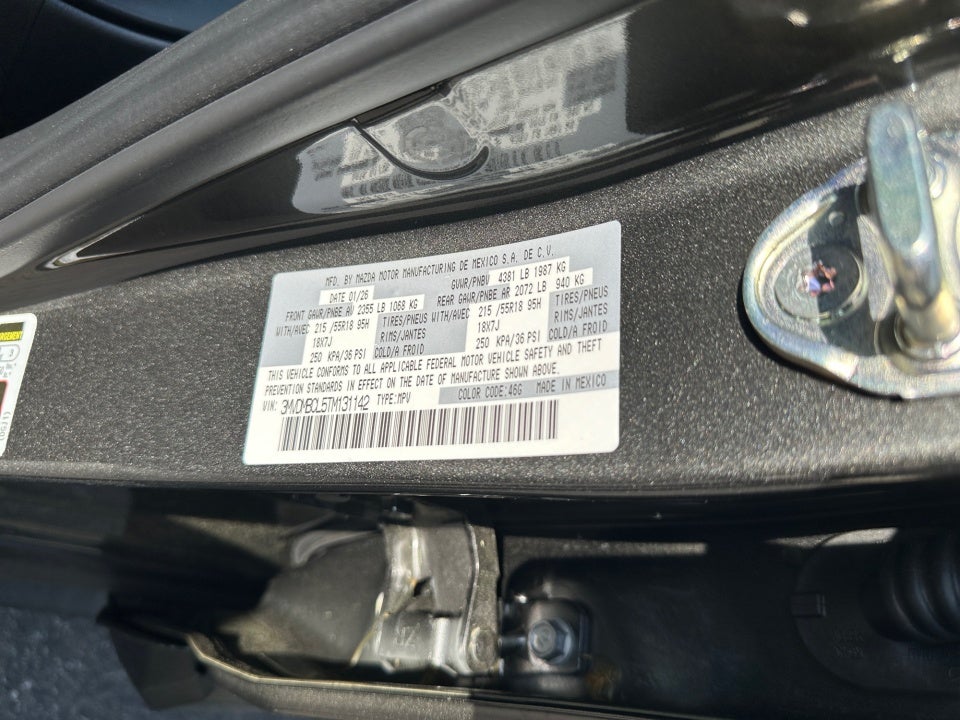 MFD. BY MAZDA MOTOR MANUFACTURING DE MEXICO S.A. DE C.V.
DATE 01/26 GVWR/PNBV 4381 LB 1987 KG
FRONT GAWR/PNBE AV 2355 LB 1068 KG REAR GAWR/PNBE AR 2072 LB 940 KG
WITH/AVEC 215 /55R18 95H TIRES/PNEUS WITH/AVEC 215 /55R18 95H TIRES/PNEUS
18X7J RIMS/JANTES 18X7J RIMS/JANTES
250 KPA/36 PSI COLD/A FROID 250 KPA/36 PSI COLD/A FROID
THIS VEHICLE CONFORMS TO ALL APPLICABLE FEDERAL MOTOR VEHICLE SAFETY AND THEFT
PREVENTION STANDARDS IN EFFECT ON THE DATE OF MANUFACTURE SHOWN ABOVE.
VIN: 3MVDMBCL5TM131142 TYPE:MPV COLOR CODE:46G MADE IN MEXICO